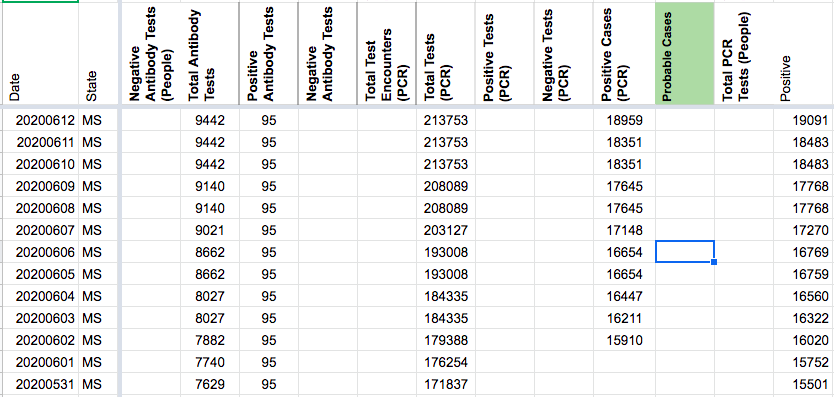 Date
State
Negative Antibody Tests (People)
Total Antibody Tests
Positive Antibody Tests
Negative Antibody Tests
Total Test Encounters (PCR)
Total Tests (PCR)
Positive Tests (PCR)
Negative Tests (PCR)
Positive Cases (PCR)
Probable Cases
Total PCR Tests (People)
Positive
20200612 MS 9442 95 213753 18959 19091
20200611 MS 9442 95 213753 18351 18483
20200610 MS 9442 95 213753 18351 18483
20200609 MS 9140 95 208089 17645 17768
20200608 MS 9140 95 208089 17645 17768
20200607 MS 9021 95 203127 17148 17270
20200606 MS 8662 95 193008 16654 16769
20200605 MS 8662 95 193008 16654 16759
20200604 MS 8027 95 184335 16447 16560
20200603 MS 8027 95 184335 16211 16322
20200602 MS 7882 95 179388 15910 16020
20200601 MS 7740 95 176254 15752
20200531 MS 7629 95 171837 15501